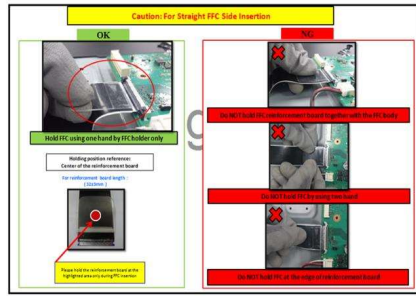 Caution: For Straight FFC Side Insertion
OK
NG
Hold FFC using one hand by FFC holder only
Holding position reference:
Center of the reinforcement board
For reinforcement board length :
Please hold the reinforcement board at the
highlighted area only during FFC insertion
Do NOT hold FFC reinforcement board together with the FFC body
Do NOT hold FFC by using two hand
Do NOT hold FFC at the edge of reinforcement board